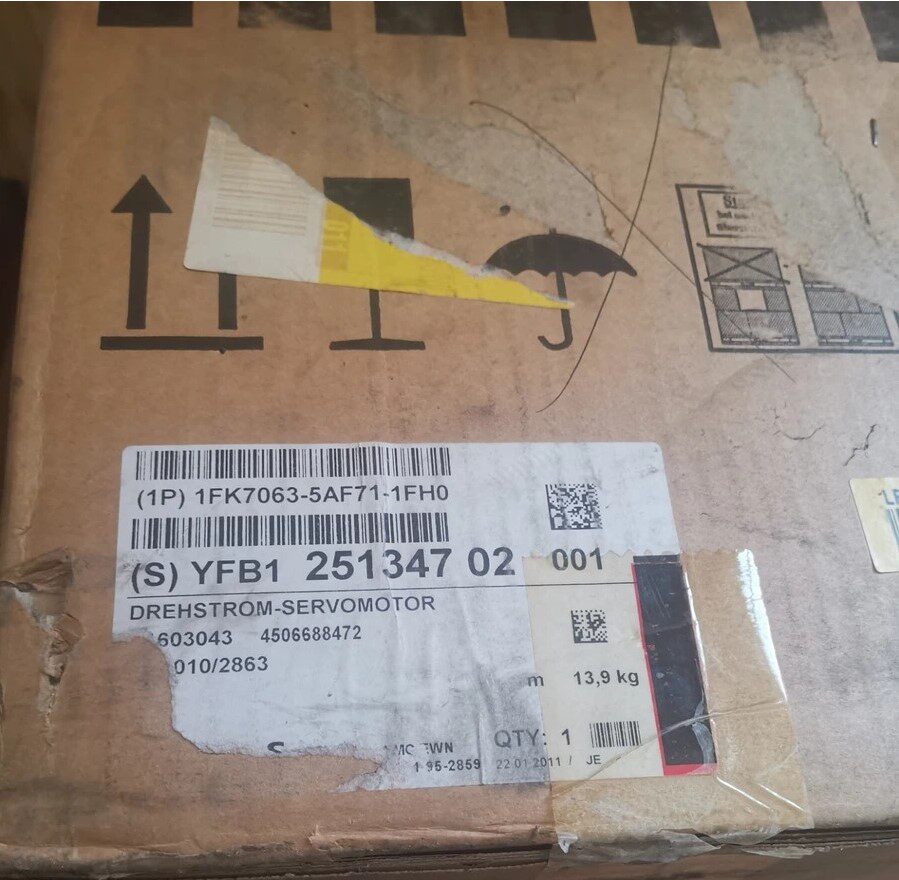 (1P) 1FK7063-5AF71-1FH0
(S) YFB1 251347 02 001
DREHSTROM-SERVOMOTOR
603043 4506688472
010/2863
13,9 kg
QTY: 1
22 01 2011 / JE